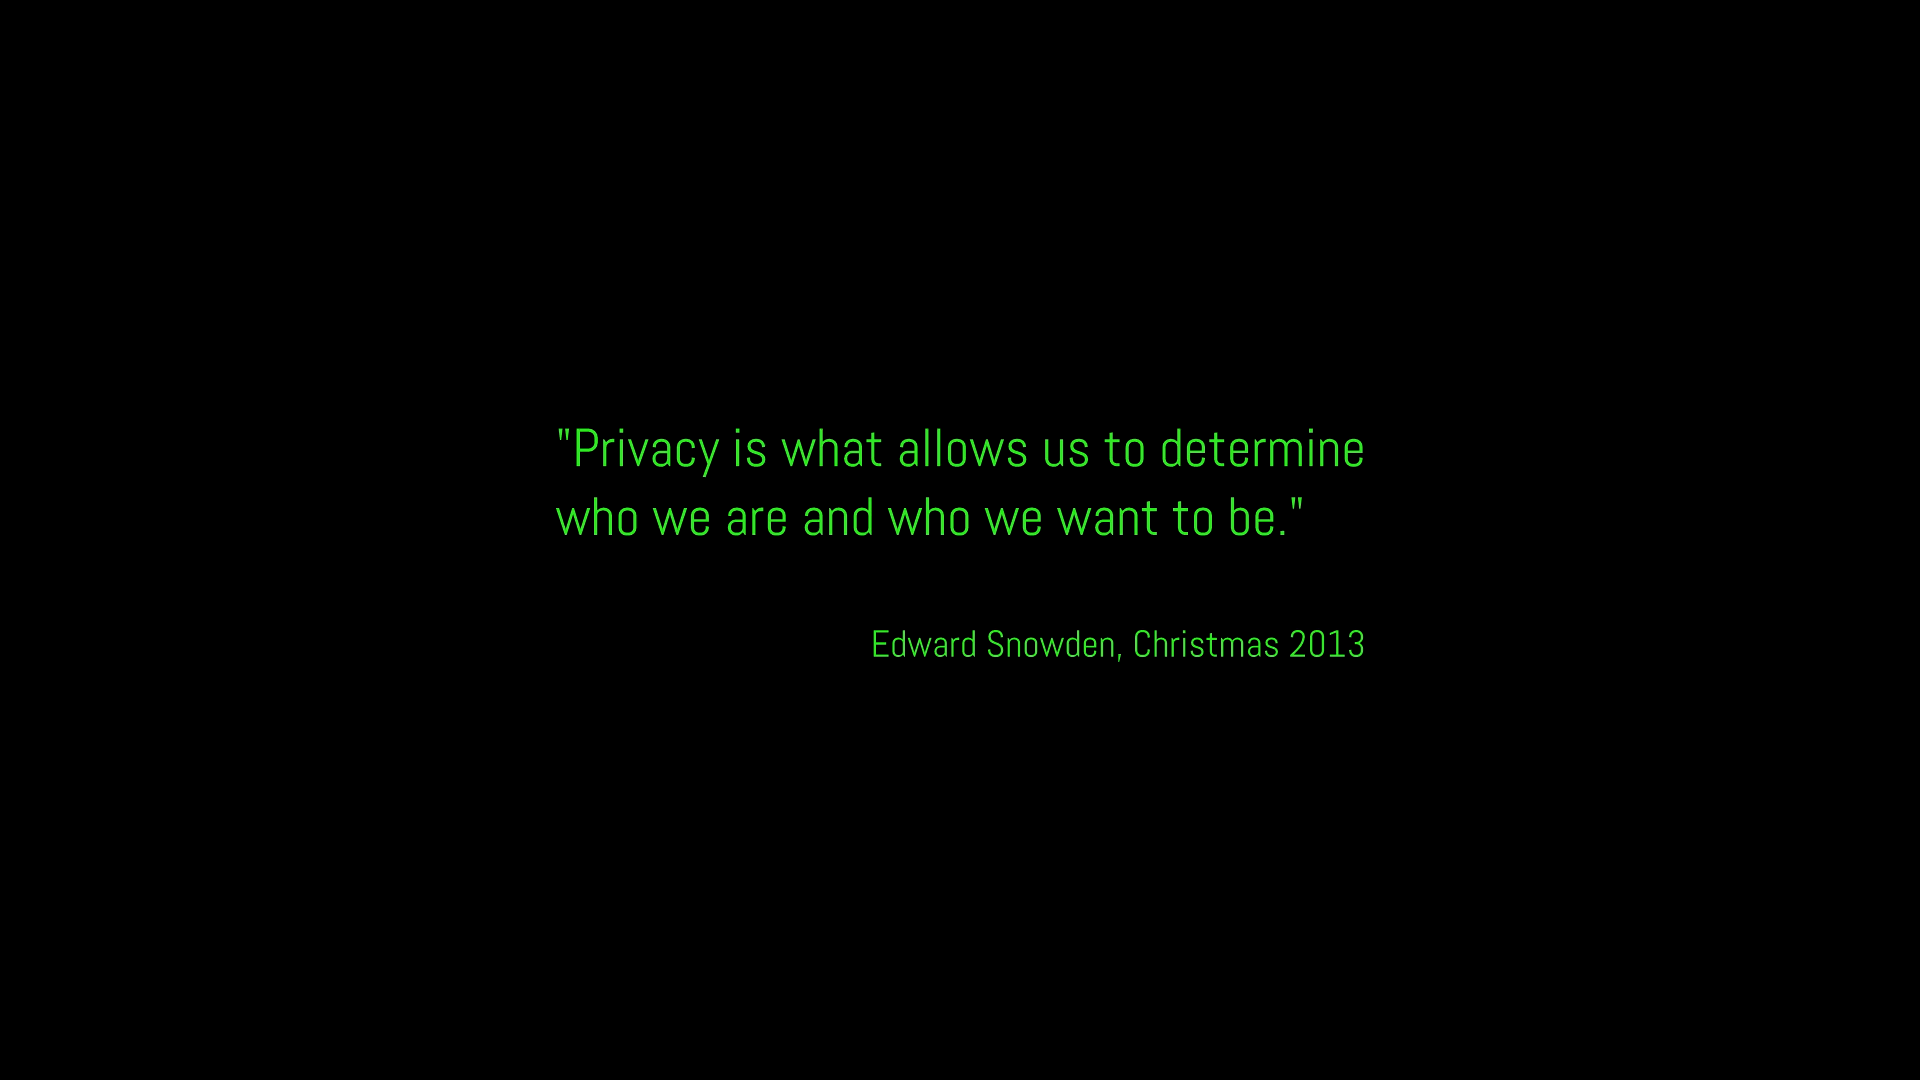 "Privacy is what allows us to determine
who we are and who we want to be."
Edward Snowden, Christmas 2013